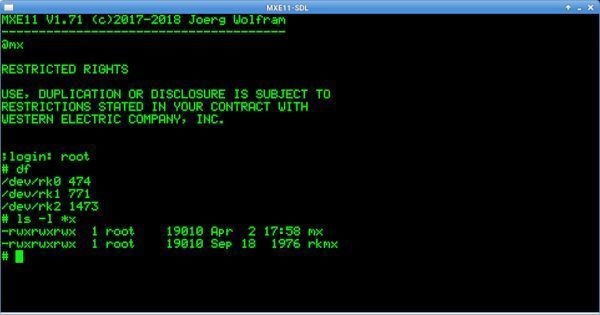 MXE11-SDL
MXE11 V1.71 (c)2017-2018 Joerg Wolfram
-------------------------------------
@mx
RESTRICTED RIGHTS
USE, DUPLICATION OR DISCLOSURE IS SUBJECT TO
RESTRICTIONS STATED IN YOUR CONTRACT WITH
WESTERN ELECTRIC COMPANY, INC.
;login: root
# df
/dev/rk0 474
/dev/rk1 771
/dev/rk2 1473
# ls -l *x
-rwxrwxrwx  1 root    19010 Apr  2 17:58 mx
-rwxrwxrwx  1 root    19010 Sep 18  1976 rkmx
#